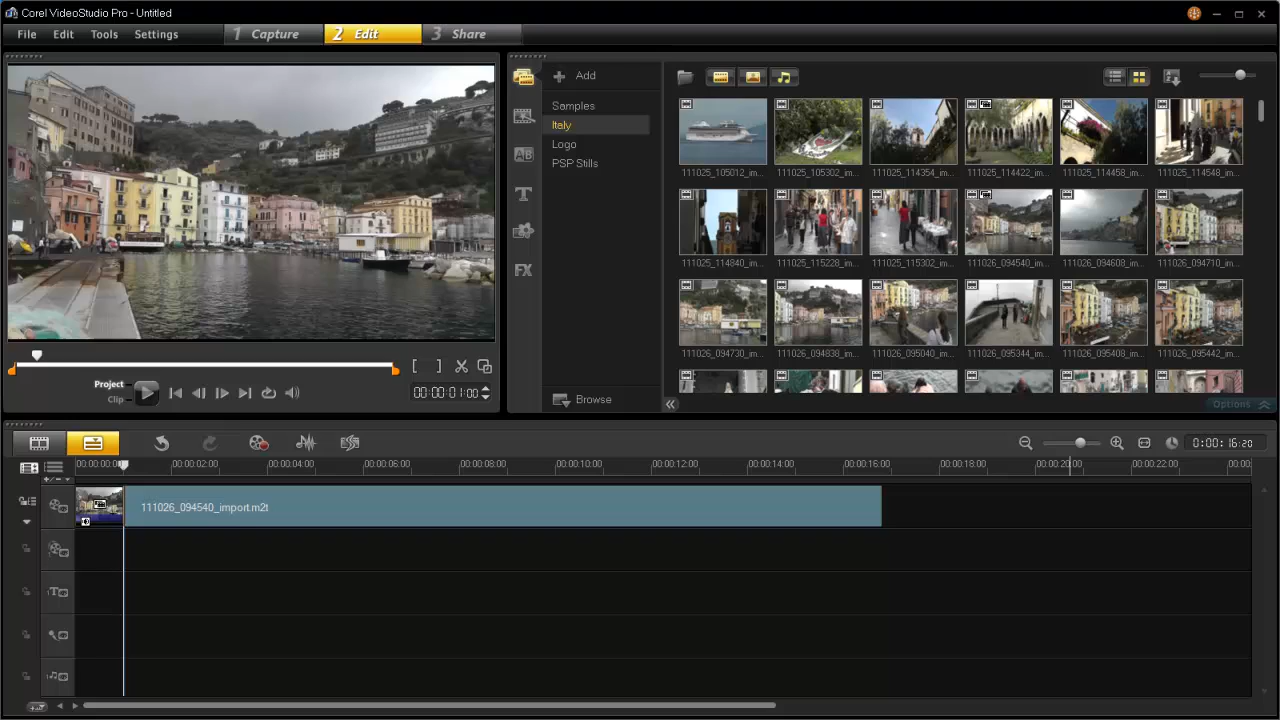 Corel VideoStudio Pro - Untitled
File Edit Tools Settings 1 Capture 2 Edit 3 Share
Add
Samples
Italy
Logo
PSP Stills
Browse
AB
T
FX
111025_105012_im... 111025_105302_im... 111025_114354_im... 111025_114422_im... 111025_114458_im... 111025_114548_im...
111025_114840_im... 111025_115228_im... 111025_115302_im... 111026_094540_im... 111026_094608_im... 111026_094710_im...
111026_094730_im... 111026_094838_im... 111026_095040_im... 111026_095344_im... 111026_095408_im... 111026_095442_im...
Options
Project
Clip
00:00:01:00
0:00:16:20
00:00:00:0 00:00:02:00 00:00:04:00 00:00:06:00 00:00:08:00 00:00:10:00 00:00:12:00 00:00:14:00 00:00:16:00 00:00:18:00 00:00:20:00 00:00:22:00 00:00
111026_094540_import.m2t